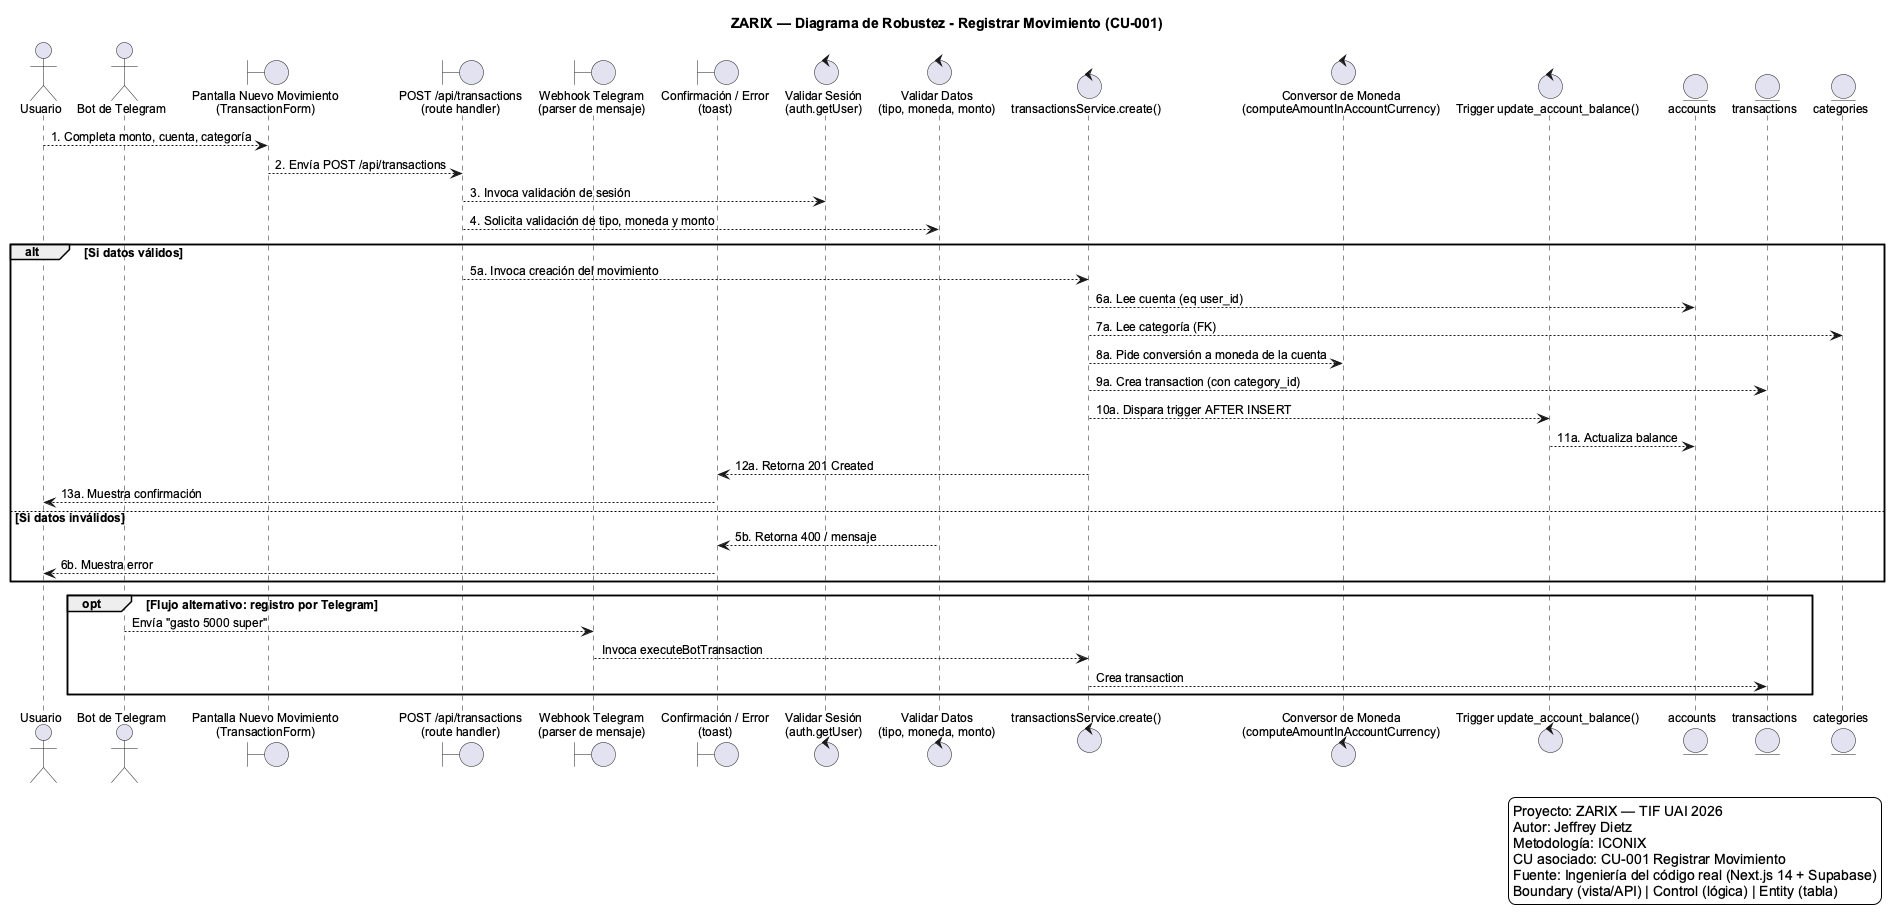 ZARIX — Diagrama de Robustez - Registrar Movimiento (CU-001)
Usuario
Bot de Telegram
Pantalla Nuevo Movimiento
(TransactionForm)
POST /api/transactions
(route handler)
Webhook Telegram
(parser de mensaje)
Confirmación / Error
(toast)
Validar Sesión
(auth.getUser)
Validar Datos
(tipo, moneda, monto)
transactionsService.create()
Conversor de Moneda
(computeAmountInAccountCurrency)
Trigger update_account_balance()
accounts
transactions
categories
1. Completa monto, cuenta, categoría
2. Envía POST /api/transactions
3. Invoca validación de sesión
4. Solicita validación de tipo, moneda y monto
alt
[Si datos válidos]
5a. Invoca creación del movimiento
6a. Lee cuenta (eq user_id)
7a. Lee categoría (FK)
8a. Pide conversión a moneda de la cuenta
9a. Crea transaction (con category_id)
10a. Dispara trigger AFTER INSERT
11a. Actualiza balance
12a. Retorna 201 Created
13a. Muestra confirmación
[Si datos inválidos]
5b. Retorna 400 / mensaje
6b. Muestra error
opt
[Flujo alternativo: registro por Telegram]
Envía "gasto 5000 super"
Invoca executeBotTransaction
Crea transaction
Usuario
Bot de Telegram
Pantalla Nuevo Movimiento
(TransactionForm)
POST /api/transactions
(route handler)
Webhook Telegram
(parser de mensaje)
Confirmación / Error
(toast)
Validar Sesión
(auth.getUser)
Validar Datos
(tipo, moneda, monto)
transactionsService.create()
Conversor de Moneda
(computeAmountInAccountCurrency)
Trigger update_account_balance()
accounts
transactions
categories
Proyecto: ZARIX — TIF UAI 2026
Autor: Jeffrey Dietz
Metodología: ICONIX
CU asociado: CU-001 Registrar Movimiento
Fuente: Ingeniería del código real (Next.js 14 + Supabase)
Boundary (vista/API) | Control (lógica) | Entity (tabla)